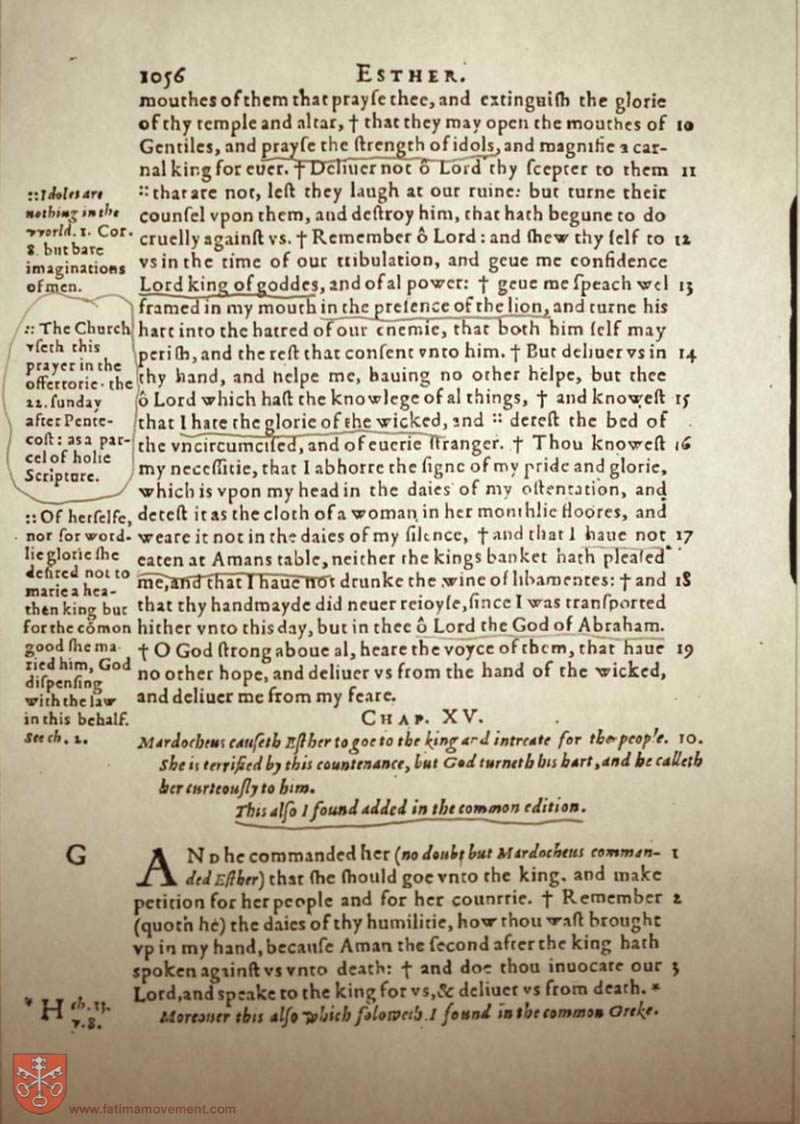 1056
ESTHER.
mouthes of them that prayſe thee, and extinguiſh the glorie
of thy temple and altar, † that they may open the mouthes of 10
Gentiles, and prayſe the ſtrength of idols, and magnifie a car-
nal king for euer. † Deliuer not ô Lord thy ſcepter to them 11
:: that are not, leſt they laugh at our ruine: but turne their
counſel vpon them, and deſtroy him, that hath begune to do
cruelly againſt vs. † Remember ô Lord: and ſhew thy ſelf to 12
vs in the time of our tribulation, and geue me confidence
Lord king of goddes, and of al power: † geue me ſpeach wel 13
framed in my mouth in the preſence of the lion, and turne his
hart into the hatred of our enemie, that both him ſelf may
periſh, and the reſt that conſent vnto him. † But deliuer vs in 14
thy hand, and helpe me, hauing no other helpe, but thee
ô Lord which haſt the knowlege of al things, † and knoweſt 15
that I hate the glorie of the wicked, and :: deteſt the bed of
the vncircumciſed, and of euerie ſtranger. † Thou knoweſt 16
my neceſſitie, that I abhorre the ſigne of my pride and glorie,
which is vpon my head in the daies of my oſtentation, and
deteſt it as the cloth of a woman in her monthlie floores, and
weare it not in the daies of my ſilence, † and that I haue not 17
eaten at Amans table, neither the kings banket hath pleaſed
me, and that I haue not drunke the wine of libamentes: † and 18
that thy handmayde did neuer reioyſe, ſince I was tranſported
hither vnto this day, but in thee ô Lord the God of Abraham.
† O God ſtrong aboue al, heare the voyce of them, that haue 19
no other hope, and deliuer vs from the hand of the wicked,
and deliuer me from my feare.
:: Idoles are
nothing in the
vvorld. 1. Cor.
8. but bare
imaginations
of men.
:: The Church
vſeth this
prayer in the
offertorie the
22. ſunday
after Pente-
coſt: as a par-
cel of holie
Scripture.
:: Of herſelfe,
nor for word-
lie glorie ſhe
deſired not to
marie a hea-
then king but
for the cõmon
good ſhe ma-
ried him, God
diſpenſing
with the law
in this behalf.
See ch. 2.
CHAP. XV.
Mardocheus cauſeth Eſther to goe to the king and intreate for the people. 10.
She is terrified by this countenance, but God turneth his hart, and he calleth
her curteouſly to him.
This alſo I found added in the common edition.
G
AND he commanded her (no doubt but Mardocheus comman- 1
ded Eſther) that ſhe ſhould goe vnto the king, and make
petition for her people and for her countrie. † Remember 2
(quoth he) the daies of thy humilitie, how thou waſt brought
vp in my hand, becauſe Aman the ſecond after the king hath
spoken againſt vs vnto death: † and doe thou inuocate our 3
Lord, and speake to the king for vs, & deliuer vs from death. *
* H ch. 15.
v. 8.
Moreouer this alſo which foloweth I found in the common Greke.
www.fatimamovement.com